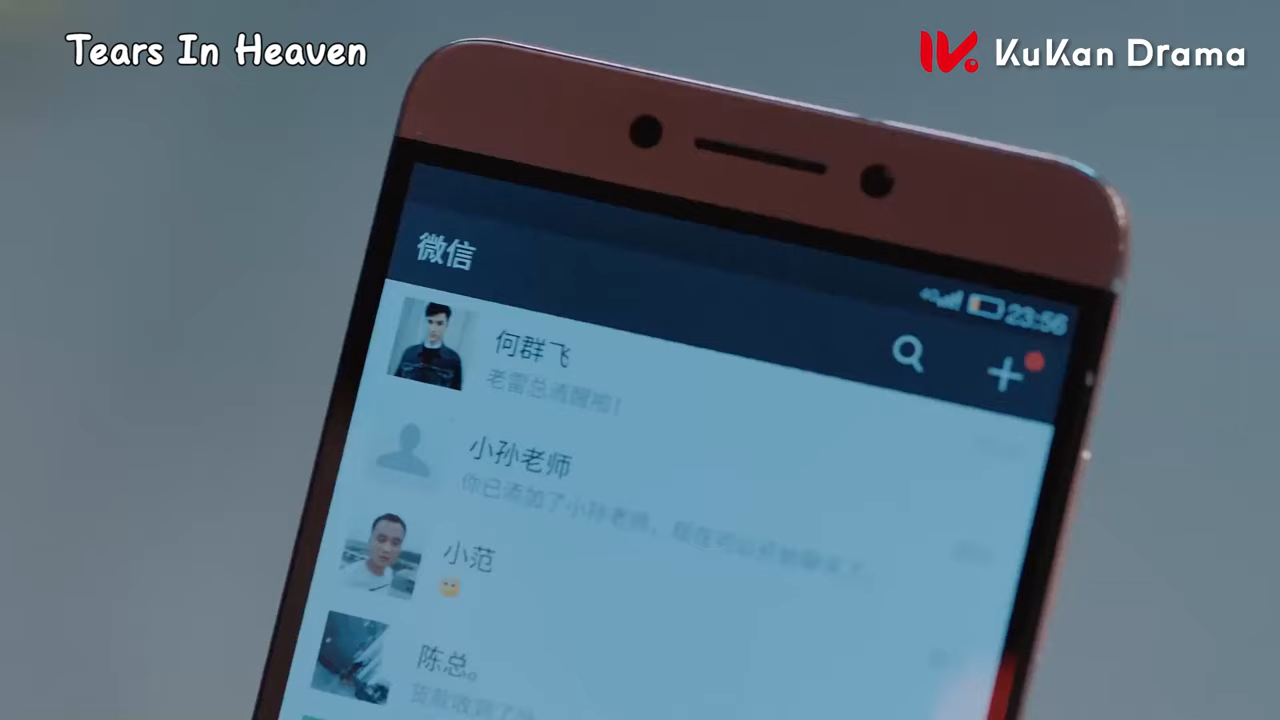 Tears In Heaven
KuKan Drama
微信
23:56
何群飞
老雷总清醒啦！
小孙老师
你已添加了小孙老师，现在可以开始聊天了。
小范
陈总。